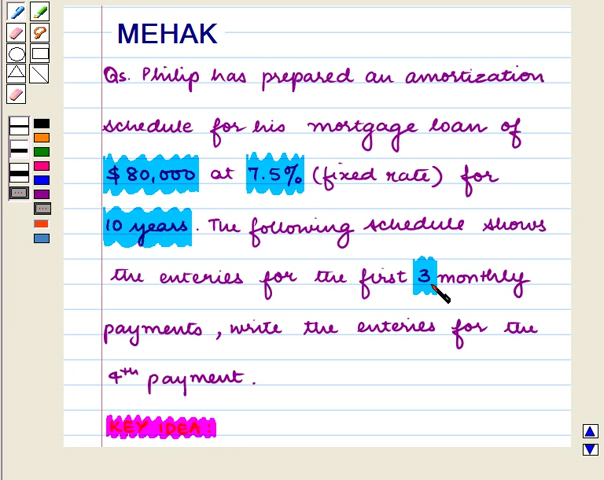 MEHAK
Qs. Philip has prepared an amortization
schedule for his mortgage loan of
$80,000 at 7.5% (fixed rate) for
10 years. The following schedule shows
the enteries for the first 3 monthly
payments, write the enteries for the
4th payment.
KEY IDEA: